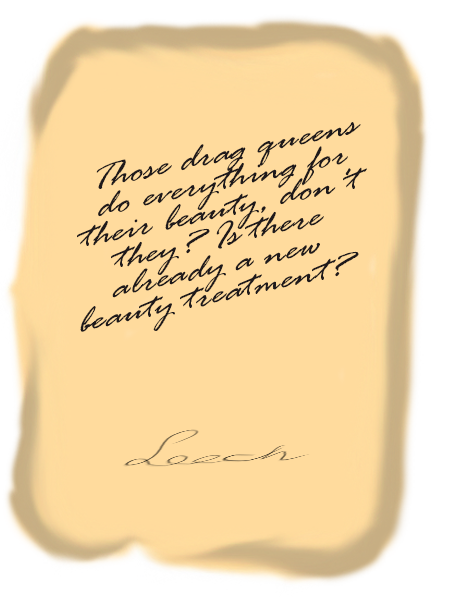 Those drag queens
do everything for
their beauty, don't
they? Is there
already a new
beauty treatment?
Leech